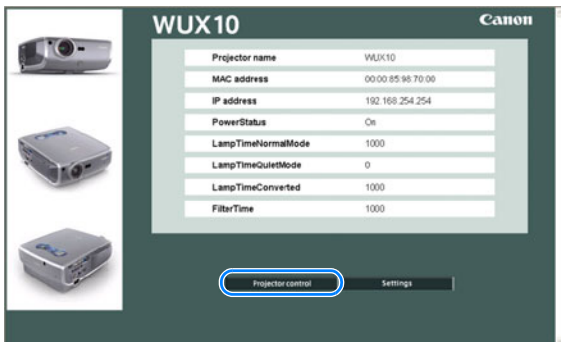 WUX10 Canon
Projector name WUX10
MAC address 00:00:85:98:70:00
IP address 192.168.254.254
PowerStatus On
LampTimeNormalMode 1000
LampTimeQuietMode 0
LampTimeConverted 1000
FilterTime 1000
Projector control Settings